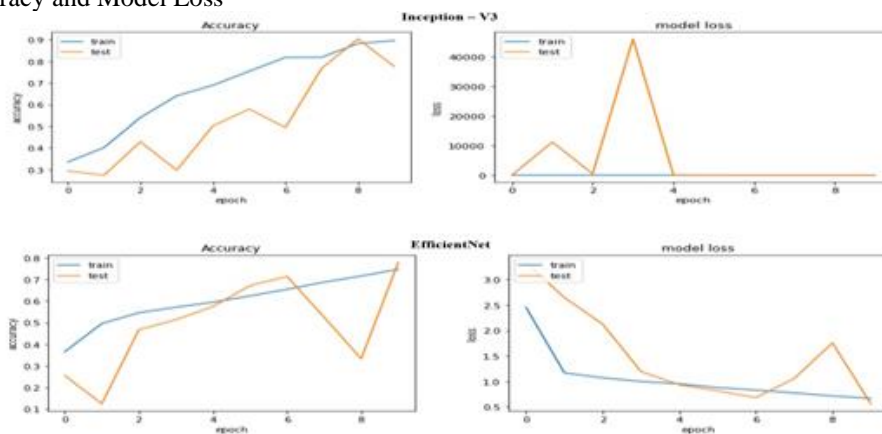 racy and Model Loss
Inception – V3
Accuracy
train
test
accuracy
0.9
0.8
0.7
0.6
0.5
0.4
0.3
0 2 4 6 8
epoch
model loss
train
test
loss
40000
30000
20000
10000
0
0 2 4 6 8
epoch
EfficientNet
Accuracy
train
test
accuracy
0.8
0.7
0.6
0.5
0.4
0.3
0.2
0.1
0 2 4 6 8
epoch
model loss
train
test
loss
3.0
2.5
2.0
1.5
1.0
0.5
0 2 4 6 8
epoch